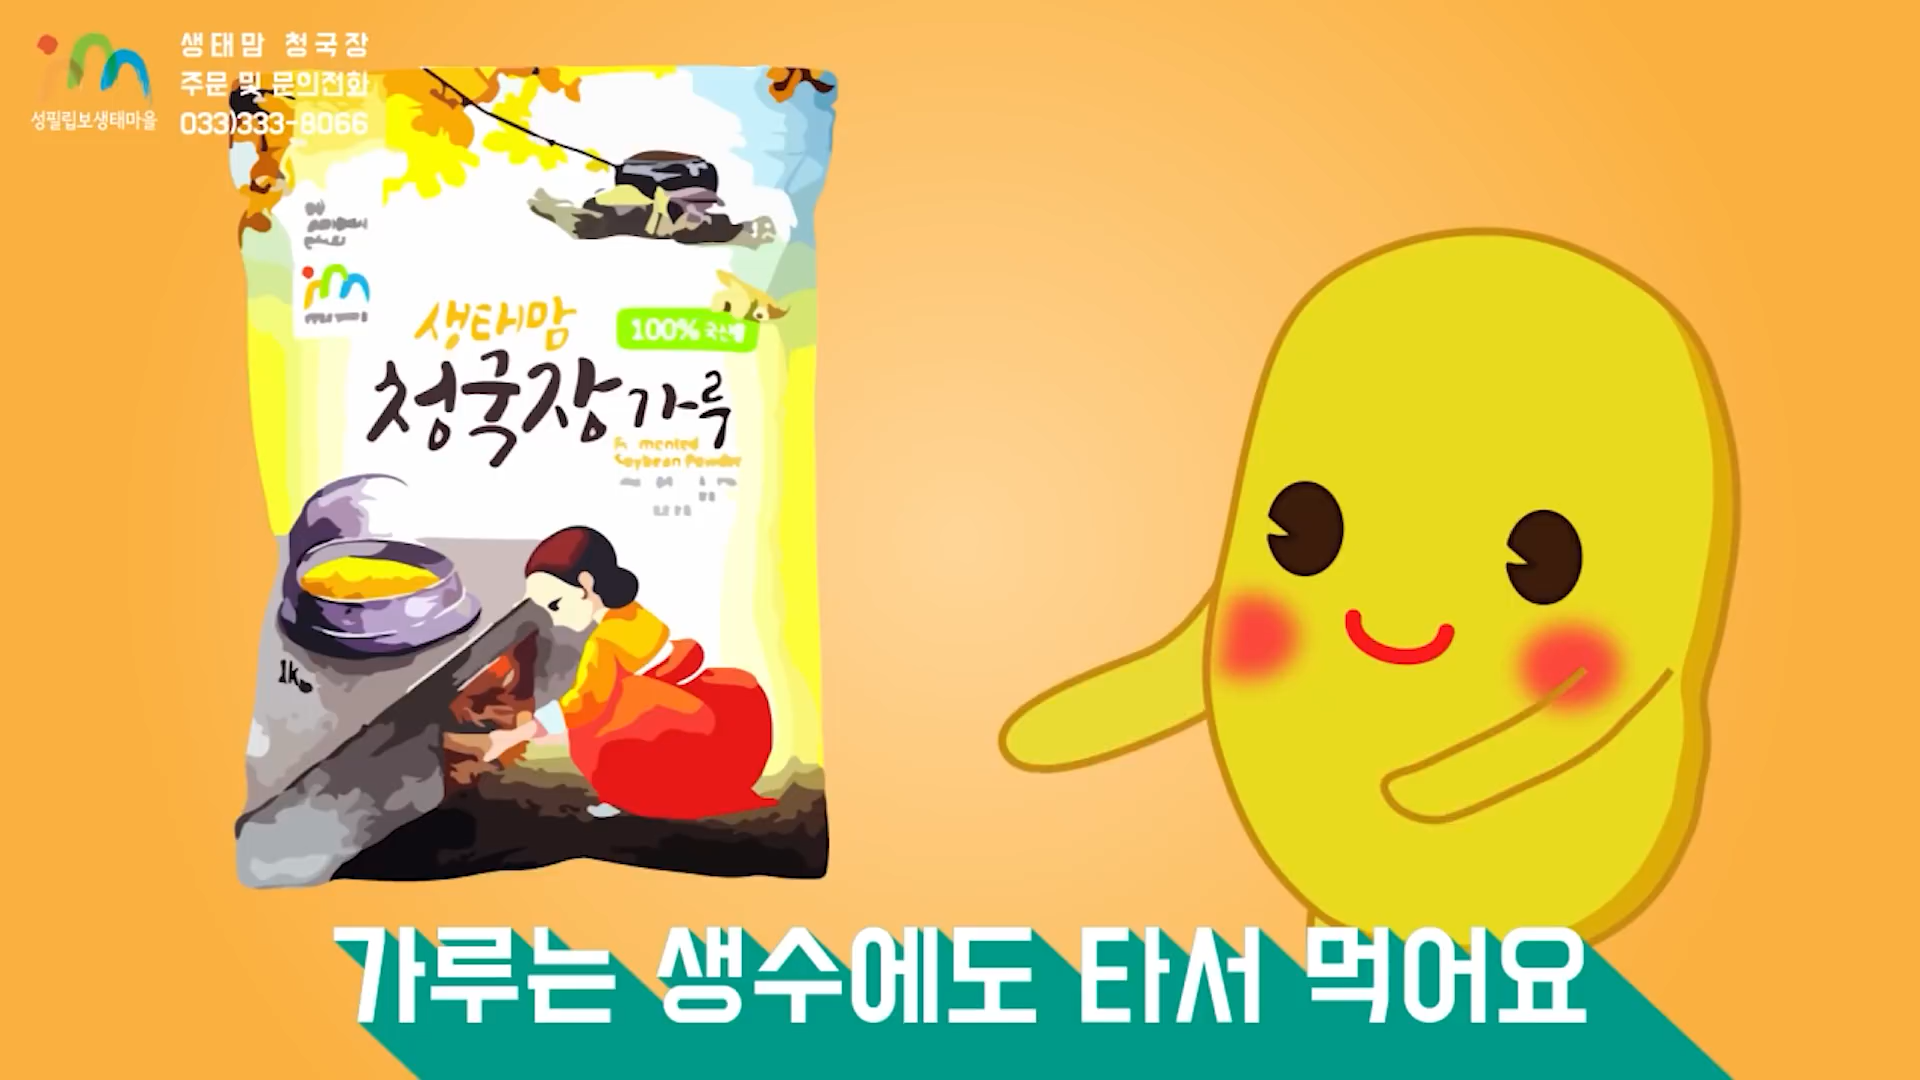 생태맘 청국장
주문 및 문의전화
033)333-8066
성필립보생태마을
생태맘
100% 국산
청국장가루
Soybean Powder
가루는 생수에도 타서 먹어요